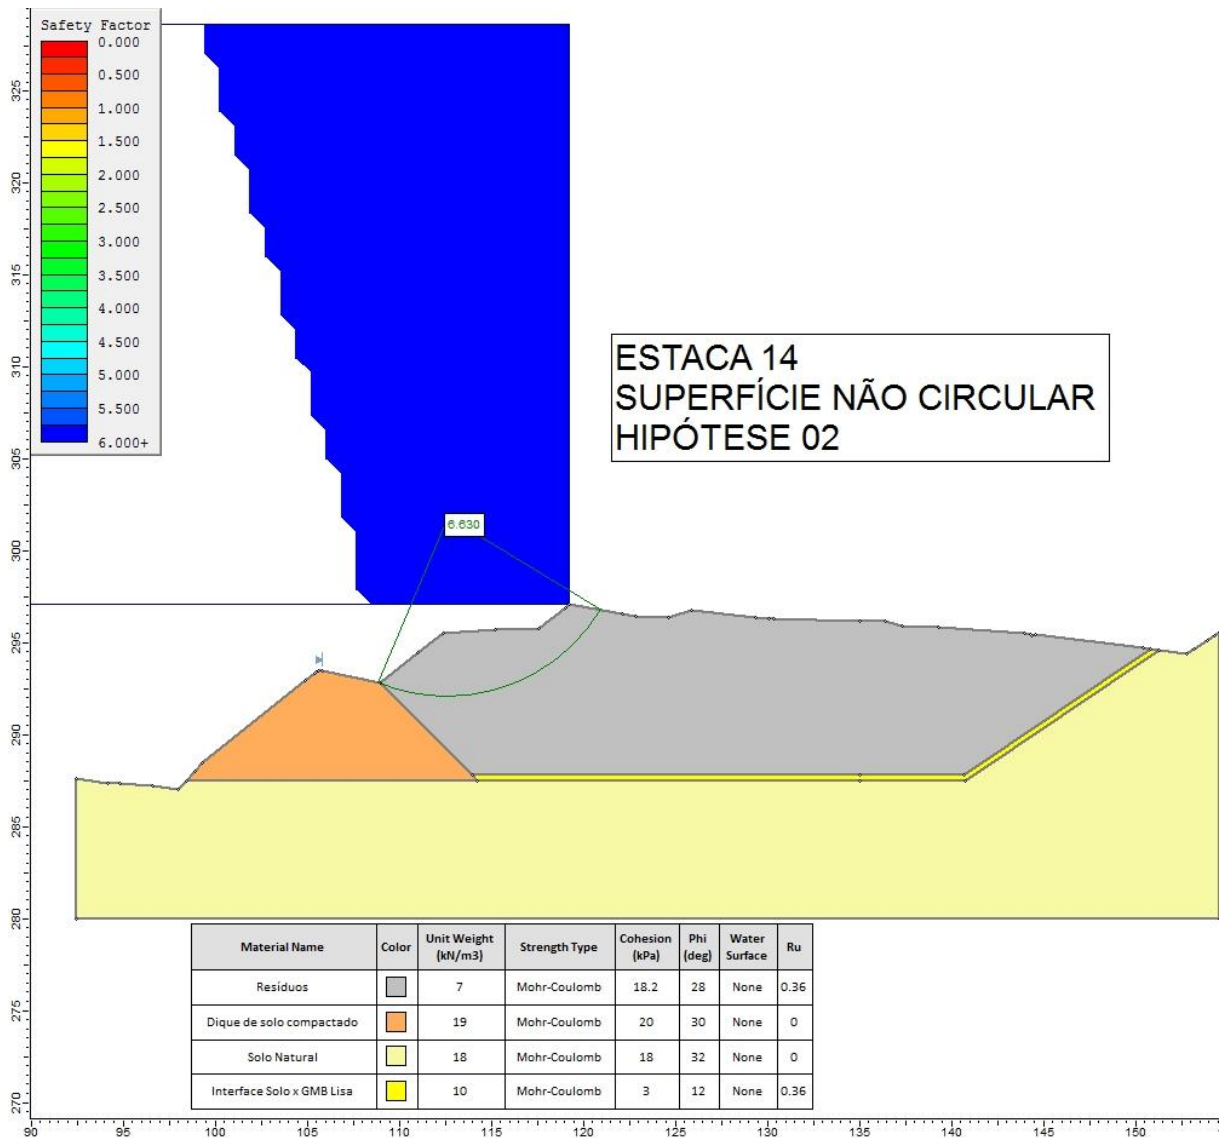 Safety Factor
0.000
0.500
1.000
1.500
2.000
2.500
3.000
3.500
4.000
4.500
5.000
5.500
6.000+
325
320
315
310
305
300
295
290
285
280
275
270
ESTACA 14
SUPERFÍCIE NÃO CIRCULAR
HIPÓTESE 02
6.630
Material Name Color Unit Weight (kN/m3) Strength Type Cohesion (kPa) Phi (deg) Water Surface Ru
Resíduos 7 Mohr-Coulomb 18.2 28 None 0.36
Dique de solo compactado 19 Mohr-Coulomb 20 30 None 0
Solo Natural 18 Mohr-Coulomb 18 32 None 0
Interface Solo x GMB Lisa 10 Mohr-Coulomb 3 12 None 0.36
90 95 100 105 110 115 120 125 130 135 140 145 150